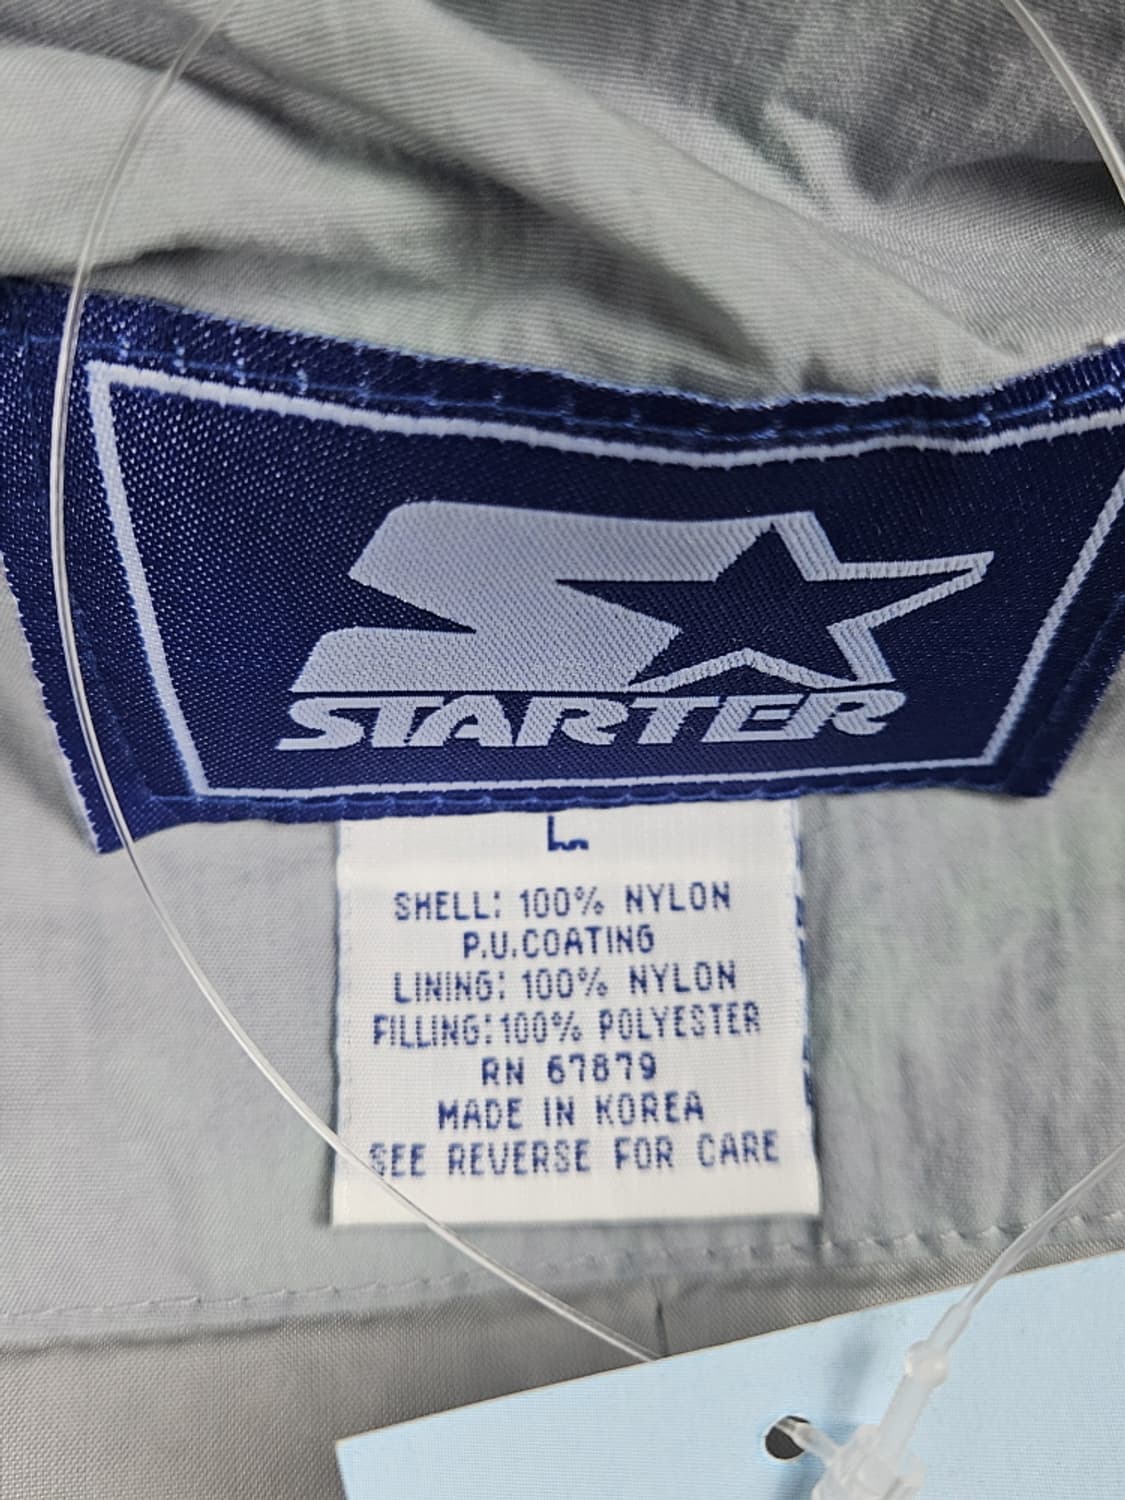 STARTER
L
SHELL: 100% NYLON
P.U.COATING
LINING: 100% NYLON
FILLING: 100% POLYESTER
RN 67879
MADE IN KOREA
SEE REVERSE FOR CARE